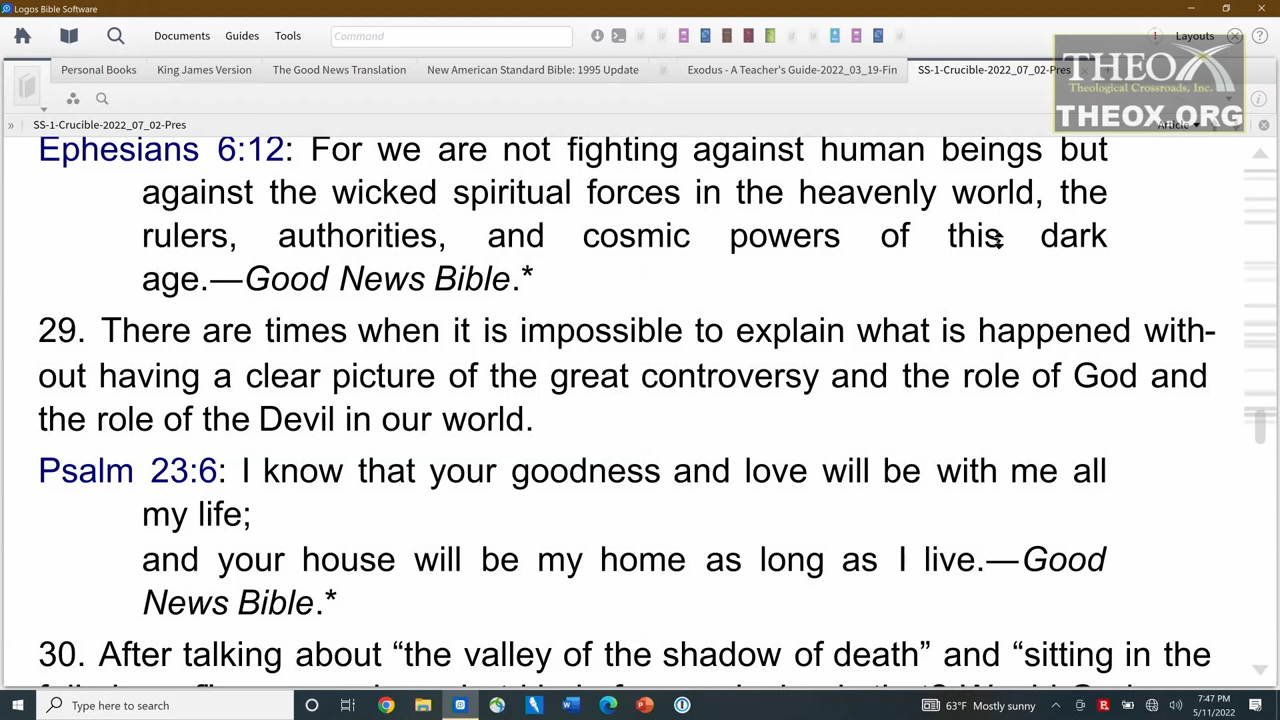 Logos Bible Software
Documents Guides Tools Command Layouts
Personal Books King James Version The Good News Translation New American Standard Bible: 1995 Update Exodus - A Teacher's Guide-2022_03_19-Fin SS-1-Crucible-2022_07_02-Pres
THEOX
Theological Crossroads, Inc.
THEOX.ORG
SS-1-Crucible-2022_07_02-Pres Article
Ephesians 6:12: For we are not fighting against human beings but
against the wicked spiritual forces in the heavenly world, the
rulers, authorities, and cosmic powers of this dark
age.—Good News Bible.*
29. There are times when it is impossible to explain what is happened with-
out having a clear picture of the great controversy and the role of God and
the role of the Devil in our world.
Psalm 23:6: I know that your goodness and love will be with me all
my life;
and your house will be my home as long as I live.—Good
News Bible.*
30. After talking about “the valley of the shadow of death” and “sitting in the
Type here to search
63°F Mostly sunny
7:47 PM
5/11/2022